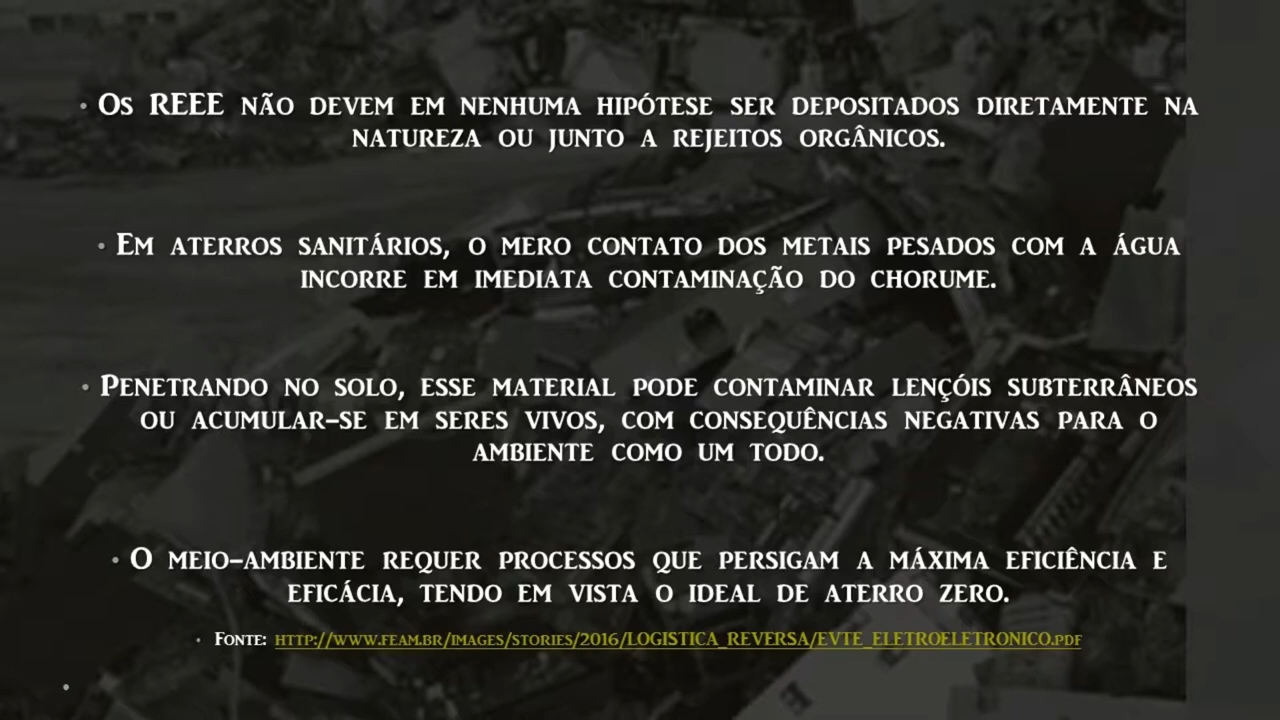 • Os REEE não devem em nenhuma hipótese ser depositados diretamente na
natureza ou junto a rejeitos orgânicos.
• Em aterros sanitários, o mero contato dos metais pesados com a água
incorre em imediata contaminação do chorume.
• Penetrando no solo, esse material pode contaminar lençóis subterrâneos
ou acumular-se em seres vivos, com consequências negativas para o
ambiente como um todo.
• O meio-ambiente requer processos que persigam a máxima eficiência e
eficácia, tendo em vista o ideal de aterro zero.
• Fonte: http://www.feam.br/images/stories/2016/LOGISTICA_REVERSA/EVTE_ELETROELETRONICO.pdf
•